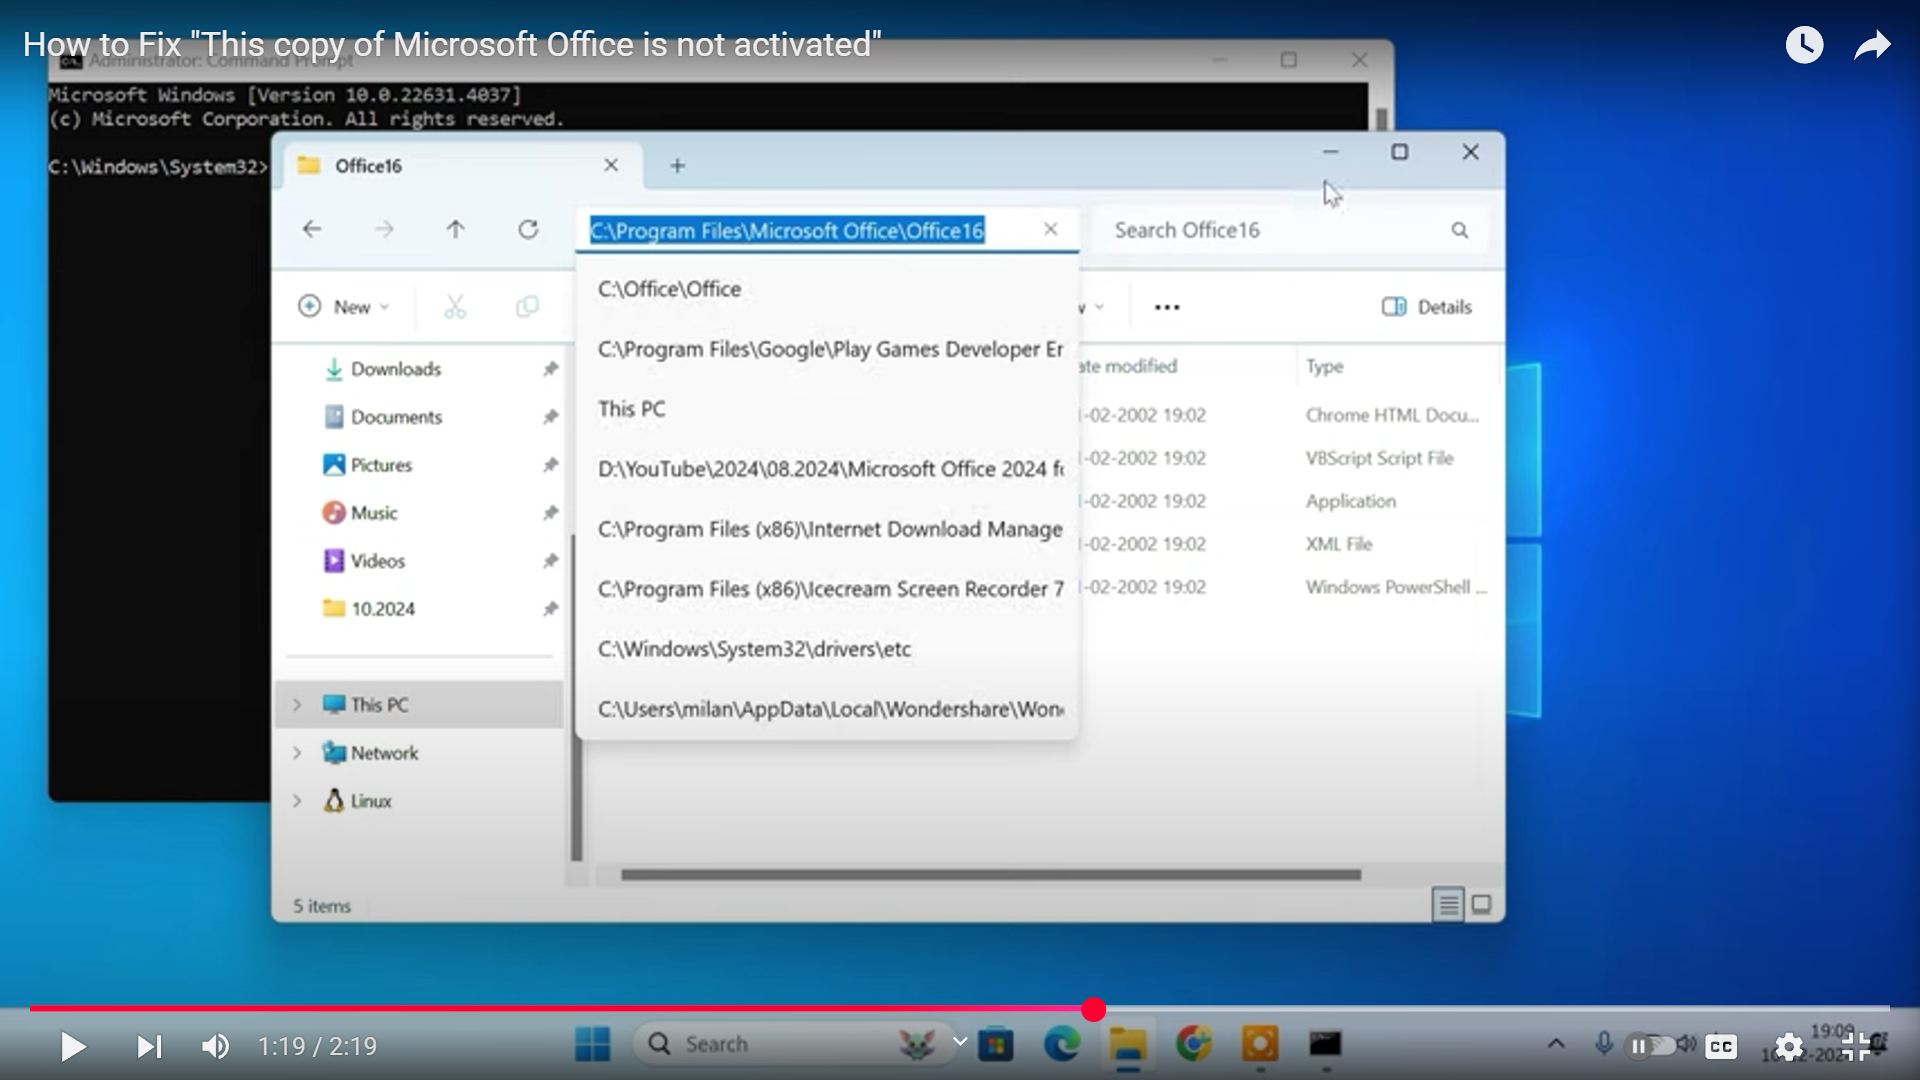 How to Fix "This copy of Microsoft Office is not activated"
Administrator: Command Prompt
Microsoft Windows [Version 10.0.22631.4037]
(c) Microsoft Corporation. All rights reserved.
C:\Windows\System32>
Office16
C:\Program Files\Microsoft Office\Office16
Search Office16
C:\Office\Office
New
Details
C:\Program Files\Google\Play Games Developer Er
Downloads
ate modified
Type
This PC
Documents
-02-2002 19:02
Chrome HTML Docu...
D:\YouTube\2024\08.2024\Microsoft Office 2024 f
Pictures
-02-2002 19:02
VBScript Script File
Music
C:\Program Files (x86)\Internet Download Manage
-02-2002 19:02
Application
Videos
-02-2002 19:02
XML File
C:\Program Files (x86)\Icecream Screen Recorder 7
-02-2002 19:02
Windows PowerShell ...
10.2024
C:\Windows\System32\drivers\etc
This PC
C:\Users\milan\AppData\Local\Wondershare\Won
Network
Linux
5 items
1:19 / 2:19
Search
CC
19:09